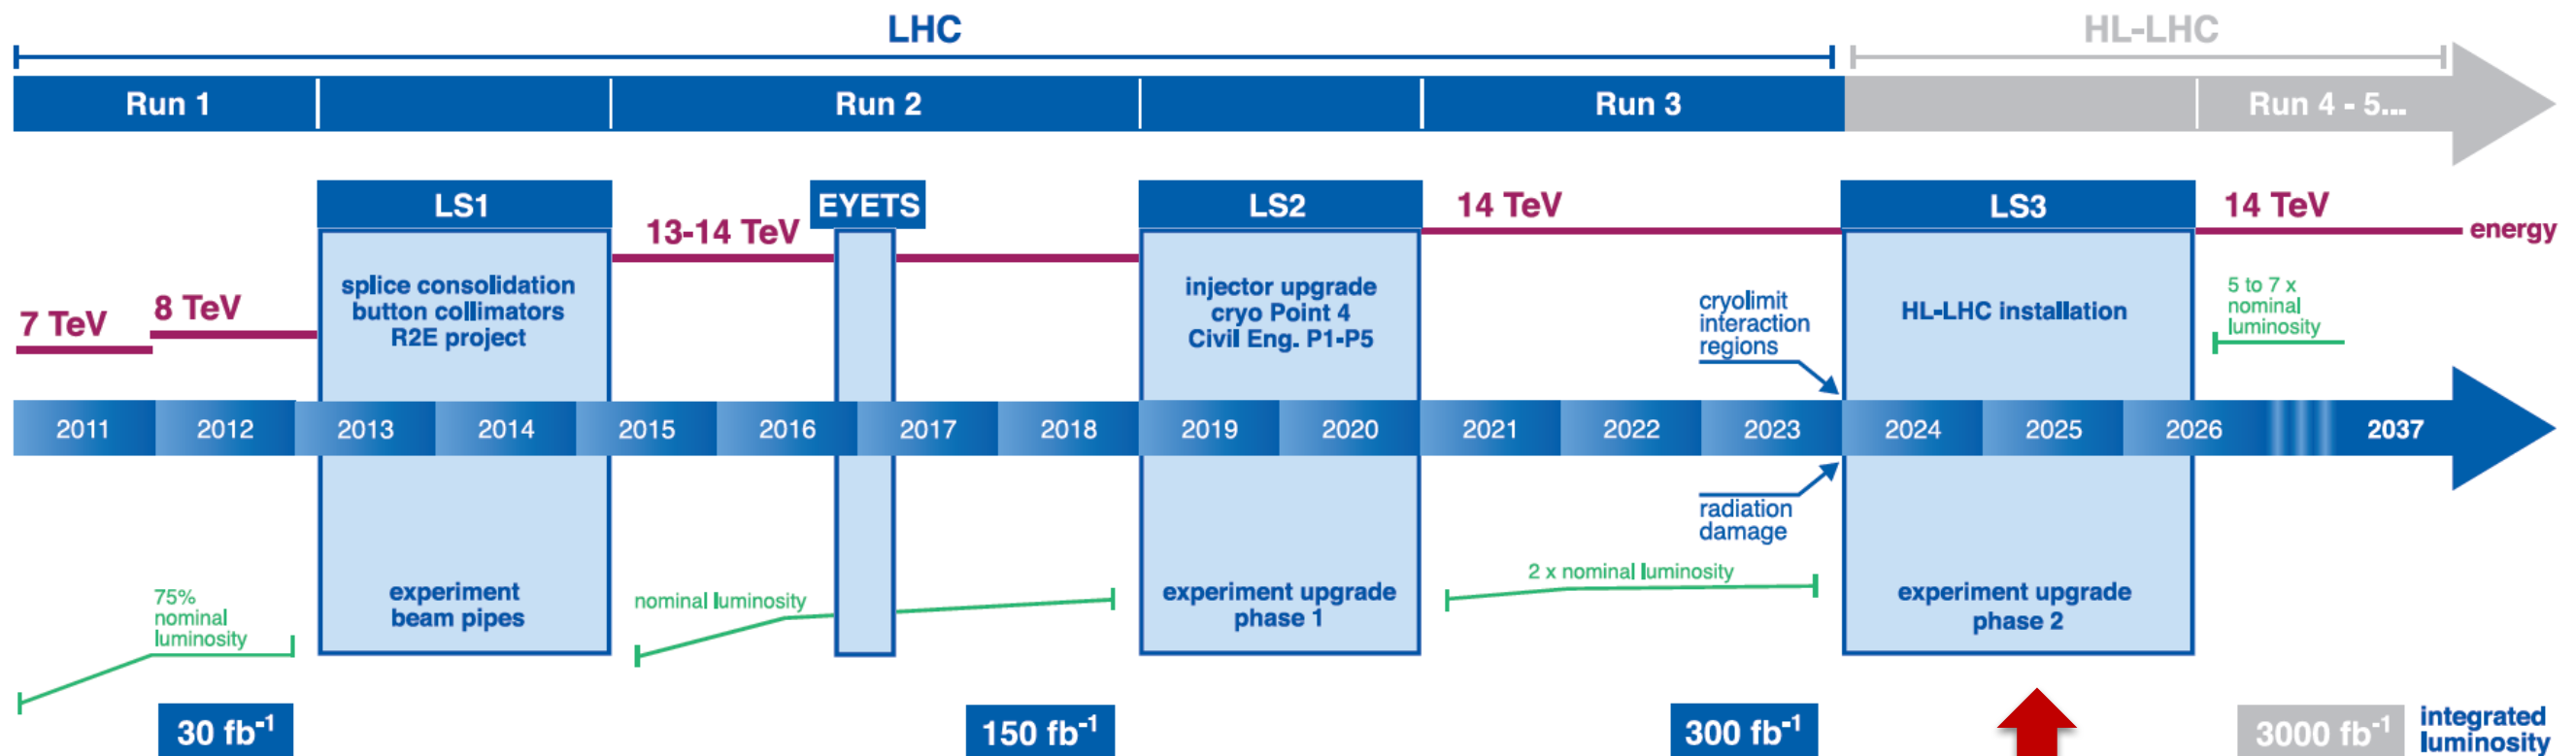 LHC
HL-LHC
Run 1
Run 2
Run 3
Run 4 - 5...
LS1
EYETS
LS2
14 TeV
LS3
14 TeV
13-14 TeV
energy
splice consolidation
button collimators
R2E project
injector upgrade
cryo Point 4
Civil Eng. P1-P5
cryolimit
interaction
regions
HL-LHC installation
5 to 7 x
nominal
luminosity
7 TeV
8 TeV
2011
2012
2013
2014
2015
2016
2017
2018
2019
2020
2021
2022
2023
2024
2025
2026
2037
radiation
damage
75%
nominal
luminosity
experiment
beam pipes
nominal luminosity
experiment upgrade
phase 1
2 x nominal luminosity
experiment upgrade
phase 2
30 fb⁻¹
150 fb⁻¹
300 fb⁻¹
3000 fb⁻¹
integrated
luminosity